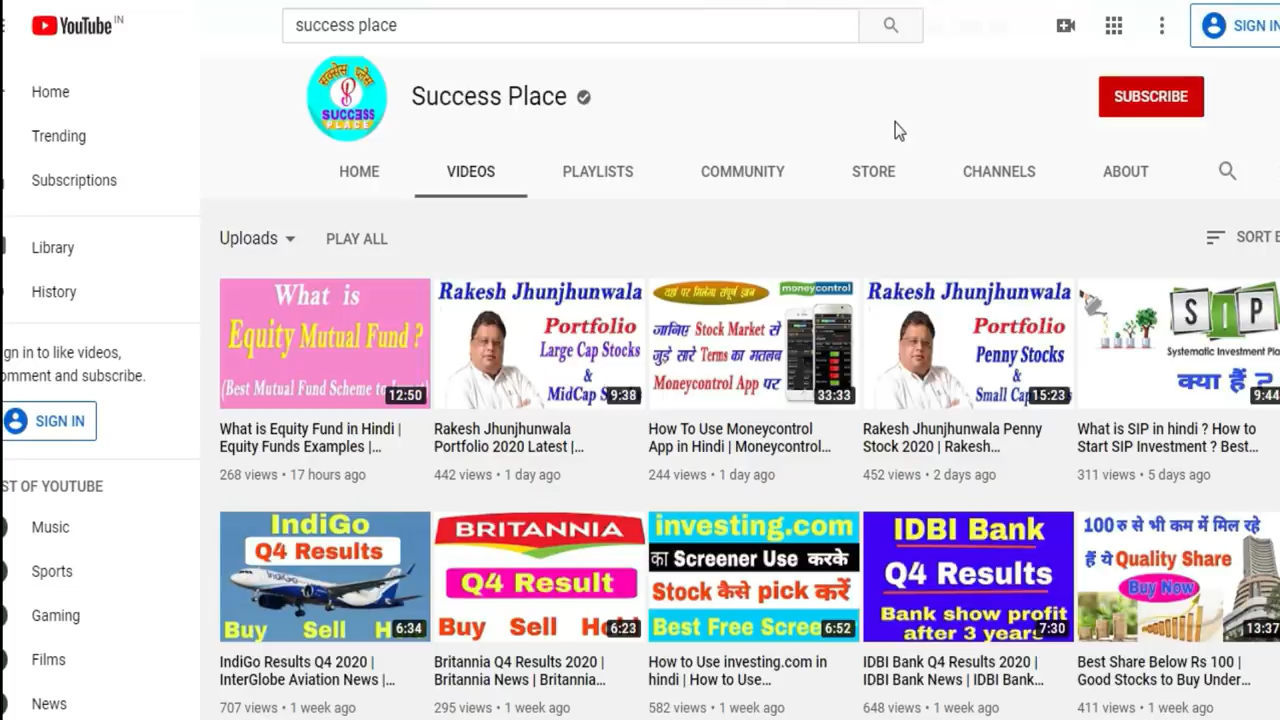 YouTube IN
success place
SIGN IN
Home
Trending
Subscriptions
Library
History
gn in to like videos,
omment and subscribe.
SIGN IN
ST OF YOUTUBE
Music
Sports
Gaming
Films
News
सक्सेस प्लेस
SUCCESS
PLACE
Success Place
SUBSCRIBE
HOME VIDEOS PLAYLISTS COMMUNITY STORE CHANNELS ABOUT
Uploads PLAY ALL
SORT
What is
Equity Mutual Fund ?
(Best Mutual Fund Scheme to
12:50
What is Equity Fund in Hindi |
Equity Funds Examples |...
268 views • 17 hours ago
Rakesh Jhunjhunwala
Portfolio
Large Cap Stocks
&
MidCap
9:38
Rakesh Jhunjhunwala
Portfolio 2020 Latest |...
442 views • 1 day ago
यहां पर मिलेगा संपूर्ण ज्ञान
moneycontrol
जानिए Stock Market से
जुड़े सारे Terms का मतलब
Moneycontrol App पर
33:33
How To Use Moneycontrol
App in Hindi | Moneycontrol...
244 views • 1 day ago
Rakesh Jhunjhunwala
Portfolio
Penny Stocks
&
Small
15:23
Rakesh Jhunjhunwala Penny
Stock 2020 | Rakesh...
452 views • 2 days ago
SIP
Systematic Investment
क्या हैं ?
9:44
What is SIP in hindi ? How to
Start SIP Investment ? Best...
311 views • 5 days ago
IndiGo
Q4 Results
Buy Sell
6:34
IndiGo Results Q4 2020 |
InterGlobe Aviation News |...
707 views • 1 week ago
BRITANNIA
Q4 Result
Buy Sell
6:23
Britannia Q4 Results 2020 |
Britannia News | Britannia...
295 views • 1 week ago
investing.com
का Screener Use करके
Stock कैसे pick करें
Best Free
6:52
How to Use investing.com in
hindi | How to Use...
582 views • 1 week ago
IDBI Bank
Q4 Results
Bank show profit
after 3 years
7:30
IDBI Bank Q4 Results 2020 |
IDBI Bank News | IDBI Bank...
648 views • 1 week ago
100 रु से भी कम में मिल रहे
हैं ये Quality Share
Buy Now
13:37
Best Share Below Rs 100 |
Good Stocks to Buy Under...
411 views • 1 week ago